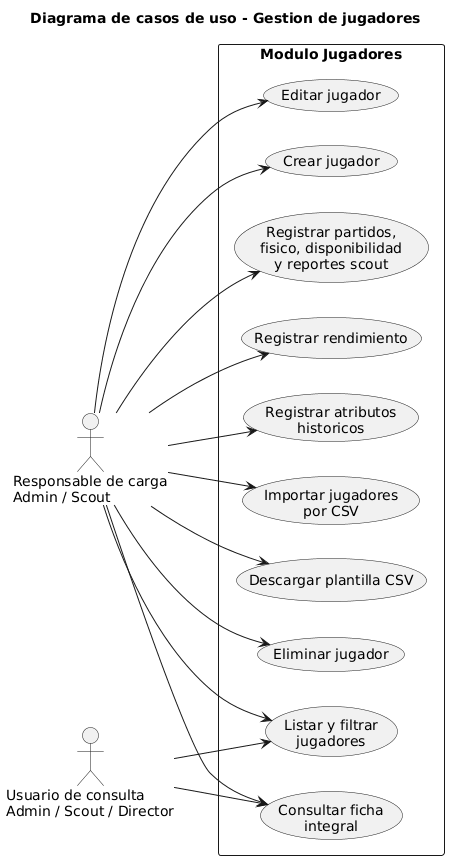 Diagrama de casos de uso - Gestion de jugadores
Modulo Jugadores
Editar jugador
Crear jugador
Registrar partidos,
fisico, disponibilidad
y reportes scout
Registrar rendimiento
Registrar atributos
historicos
Responsable de carga
Admin / Scout
Importar jugadores
por CSV
Descargar plantilla CSV
Eliminar jugador
Listar y filtrar
jugadores
Usuario de consulta
Admin / Scout / Director
Consultar ficha
integral